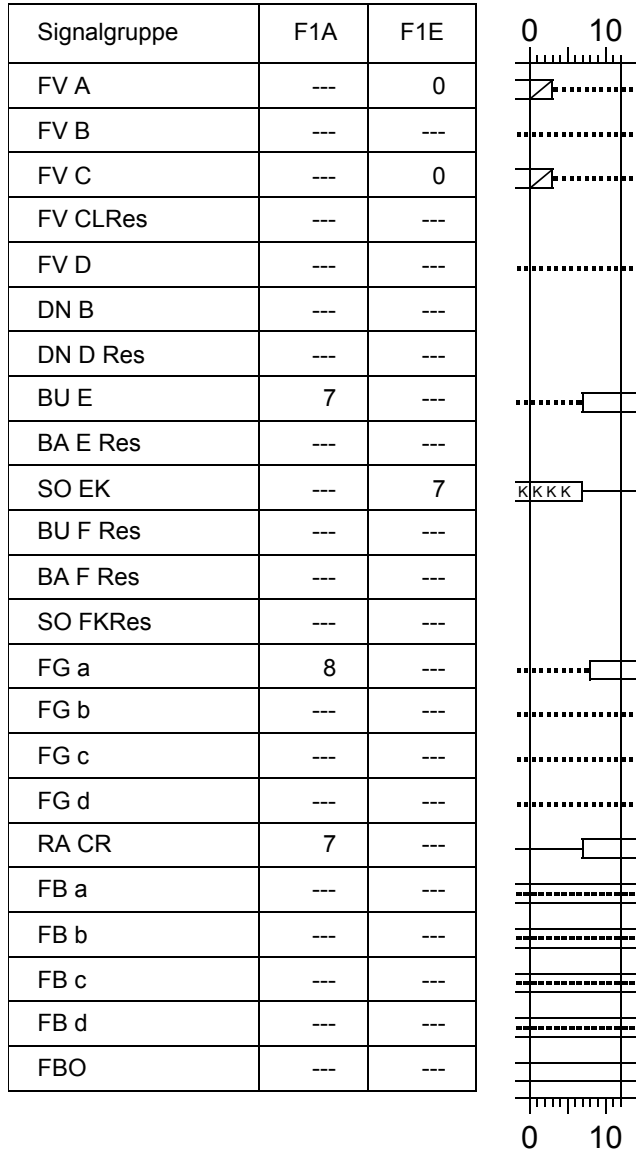 Signalgruppe F1A F1E 0 10
FV A --- 0
FV B --- ---
FV C --- 0
FV CLRes --- ---
FV D --- ---
DN B --- ---
DN D Res --- ---
BU E 7 ---
BA E Res --- ---
SO EK --- 7 K K K K
BU F Res --- ---
BA F Res --- ---
SO FKRes --- ---
FG a 8 ---
FG b --- ---
FG c --- ---
FG d --- ---
RA CR 7 ---
FB a --- ---
FB b --- ---
FB c --- ---
FB d --- ---
FBO --- ---
0 10